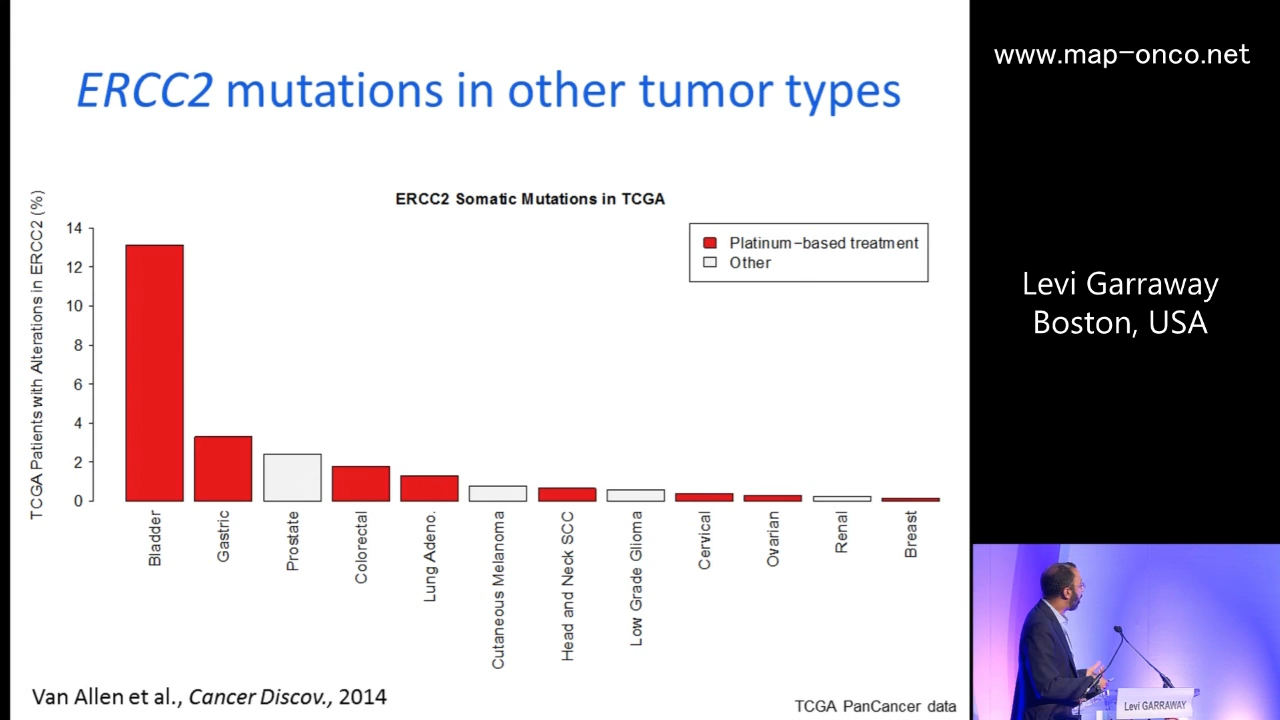 ERCC2 mutations in other tumor types
ERCC2 Somatic Mutations in TCGA
TCGA Patients with Alterations in ERCC2 (%)
14
12
10
8
6
4
2
0
Platinum−based treatment
Other
Bladder
Gastric
Prostate
Colorectal
Lung Adeno.
Cutaneous Melanoma
Head and Neck SCC
Low Grade Glioma
Cervical
Ovarian
Renal
Breast
Van Allen et al., Cancer Discov., 2014
TCGA PanCancer data
www.map-onco.net
Levi Garraway
Boston, USA
Levi GARRAWAY